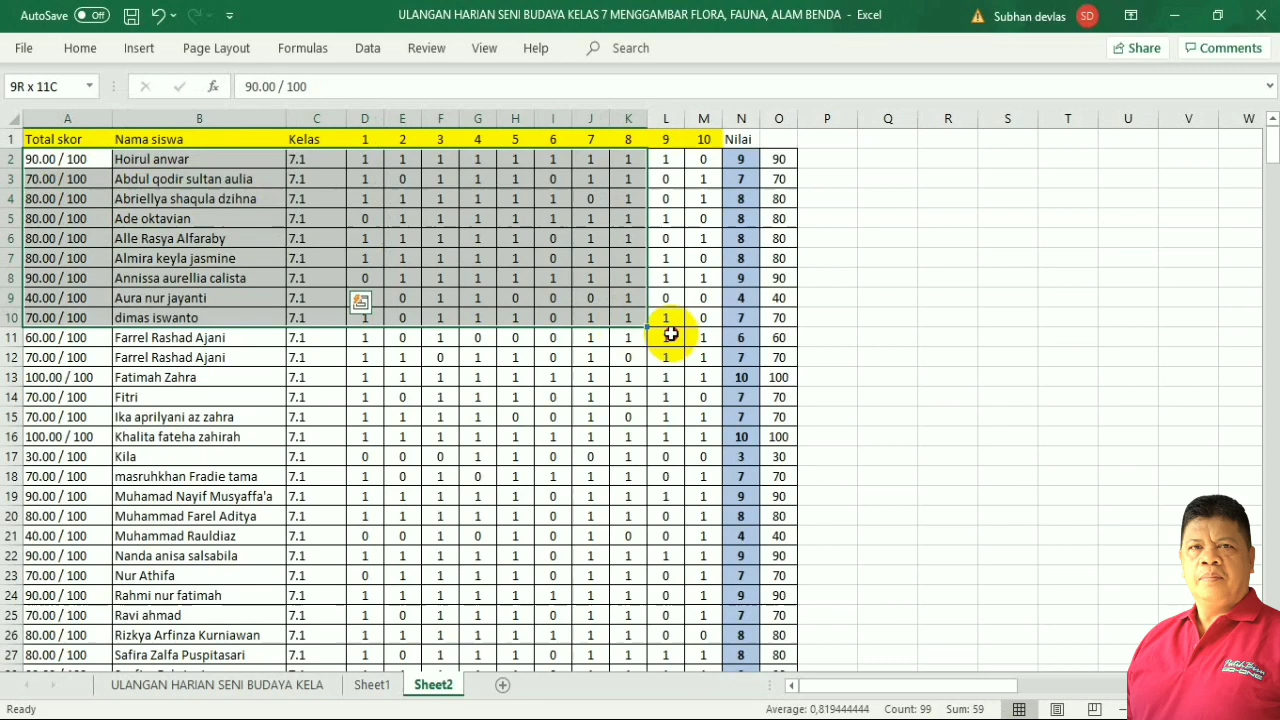 AutoSave Off ULANGAN HARIAN SENI BUDAYA KELAS 7 MENGGAMBAR FLORA, FAUNA, ALAM BENDA - Excel Subhan devlas SD
File Home Insert Page Layout Formulas Data Review View Help Search Share Comments
9R x 11C fx 90.00 / 100
A B C D E F G H I J K L M N O P Q R S T U V W
1 Total skor Nama siswa Kelas 1 2 3 4 5 6 7 8 9 10 Nilai
2 90.00 / 100 Hoirul anwar 7.1 1 1 1 1 1 1 1 1 1 0 9 90
3 70.00 / 100 Abdul qodir sultan aulia 7.1 1 0 1 1 1 0 1 1 0 1 7 70
4 80.00 / 100 Abriellya shaqula dzihna 7.1 1 1 1 1 1 1 0 1 0 1 8 80
5 80.00 / 100 Ade oktavian 7.1 0 1 1 1 1 1 1 1 1 0 8 80
6 80.00 / 100 Alle Rasya Alfaraby 7.1 1 1 1 1 1 0 1 1 0 1 8 80
7 80.00 / 100 Almira keyla jasmine 7.1 1 1 1 1 1 0 1 1 1 0 8 80
8 90.00 / 100 Annissa aurellia calista 7.1 0 1 1 1 1 1 1 1 1 1 9 90
9 40.00 / 100 Aura nur jayanti 7.1 0 1 1 0 0 0 1 0 0 4 40
10 70.00 / 100 dimas iswanto 7.1 1 0 1 1 1 0 1 1 1 0 7 70
11 60.00 / 100 Farrel Rashad Ajani 7.1 1 0 1 0 0 0 1 1 1 6 60
12 70.00 / 100 Farrel Rashad Ajani 7.1 1 1 0 1 1 0 1 0 1 1 7 70
13 100.00 / 100 Fatimah Zahra 7.1 1 1 1 1 1 1 1 1 1 1 10 100
14 70.00 / 100 Fitri 7.1 1 0 1 1 1 0 1 1 1 0 7 70
15 70.00 / 100 Ika aprilyani az zahra 7.1 1 1 1 1 0 0 1 0 1 1 7 70
16 100.00 / 100 Khalita fateha zahirah 7.1 1 1 1 1 1 1 1 1 1 1 10 100
17 30.00 / 100 Kila 7.1 0 0 0 1 1 0 0 1 0 0 3 30
18 70.00 / 100 masruhkhan Fradie tama 7.1 1 0 1 0 1 1 1 1 0 1 7 70
19 90.00 / 100 Muhamad Nayif Musyaffa'a 7.1 1 1 1 1 1 0 1 1 1 1 9 90
20 80.00 / 100 Muhammad Farel Aditya 7.1 1 1 1 1 1 0 1 1 0 1 8 80
21 40.00 / 100 Muhammad Rauldiaz 7.1 0 0 1 0 1 0 1 0 0 1 4 40
22 90.00 / 100 Nanda anisa salsabila 7.1 1 1 1 1 1 0 1 1 1 1 9 90
23 70.00 / 100 Nur Athifa 7.1 0 1 1 1 1 0 1 1 1 0 7 70
24 90.00 / 100 Rahmi nur fatimah 7.1 1 1 1 1 1 1 1 1 0 1 9 90
25 70.00 / 100 Ravi ahmad 7.1 1 0 1 1 1 0 1 1 1 0 7 70
26 80.00 / 100 Rizkya Arfinza Kurniawan 7.1 1 1 1 1 1 1 1 1 0 0 8 80
27 80.00 / 100 Safira Zalfa Puspitasari 7.1 1 0 1 1 1 0 1 1 1 1 8 80
ULANGAN HARIAN SENI BUDAYA KELA Sheet1 Sheet2
Ready Average: 0,819444444 Count: 99 Sum: 59